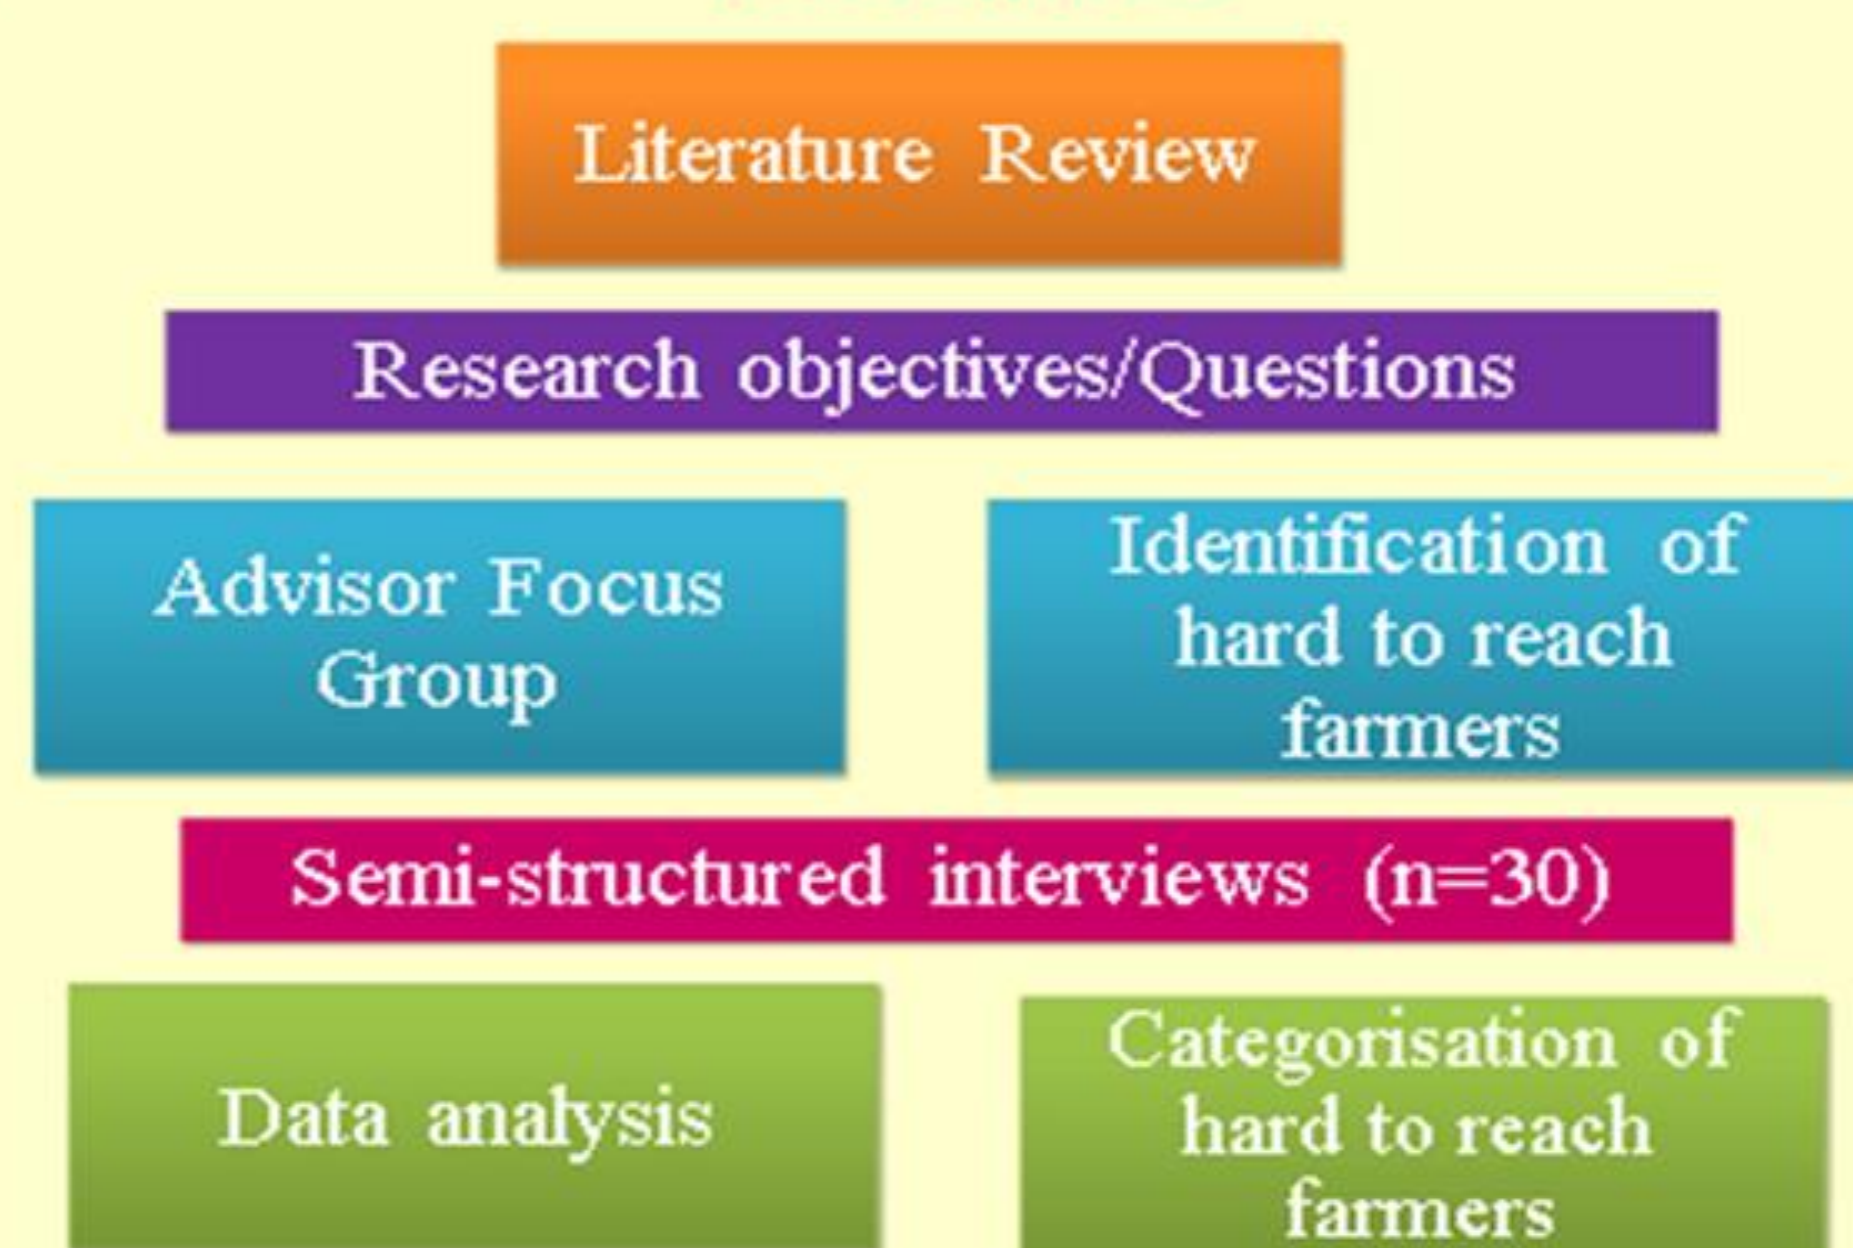 Literature Review
Research objectives/Questions
Advisor Focus
Group
Identification of
hard to reach
farmers
Semi-structured interviews (n=30)
Data analysis
Categorisation of
hard to reach
farmers